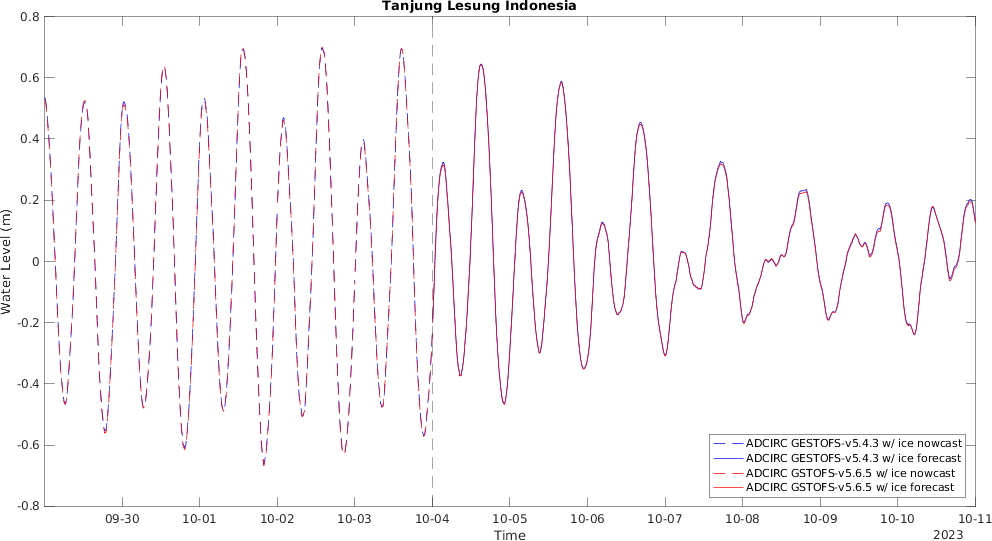 Tanjung Lesung Indonesia
Water Level (m)
0.8
0.6
0.4
0.2
0
-0.2
-0.4
-0.6
-0.8
ADCIRC GESTOFS-v5.4.3 w/ ice nowcast
ADCIRC GESTOFS-v5.4.3 w/ ice forecast
ADCIRC GSTOFS-v5.6.5 w/ ice nowcast
ADCIRC GSTOFS-v5.6.5 w/ ice forecast
09-30 10-01 10-02 10-03 10-04 10-05 10-06 10-07 10-08 10-09 10-10 10-11
Time
2023